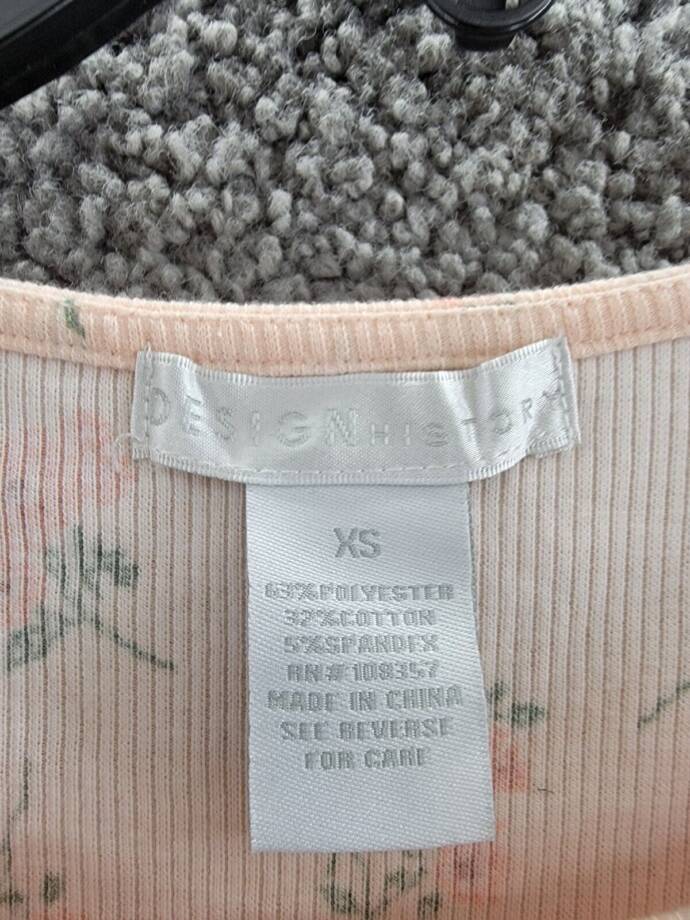 DESIGN HISTORY
XS
63%POLYESTER
32%COTTON
5%SPANDEX
RN#108357
MADE IN CHINA
SEE REVERSE
FOR CARE